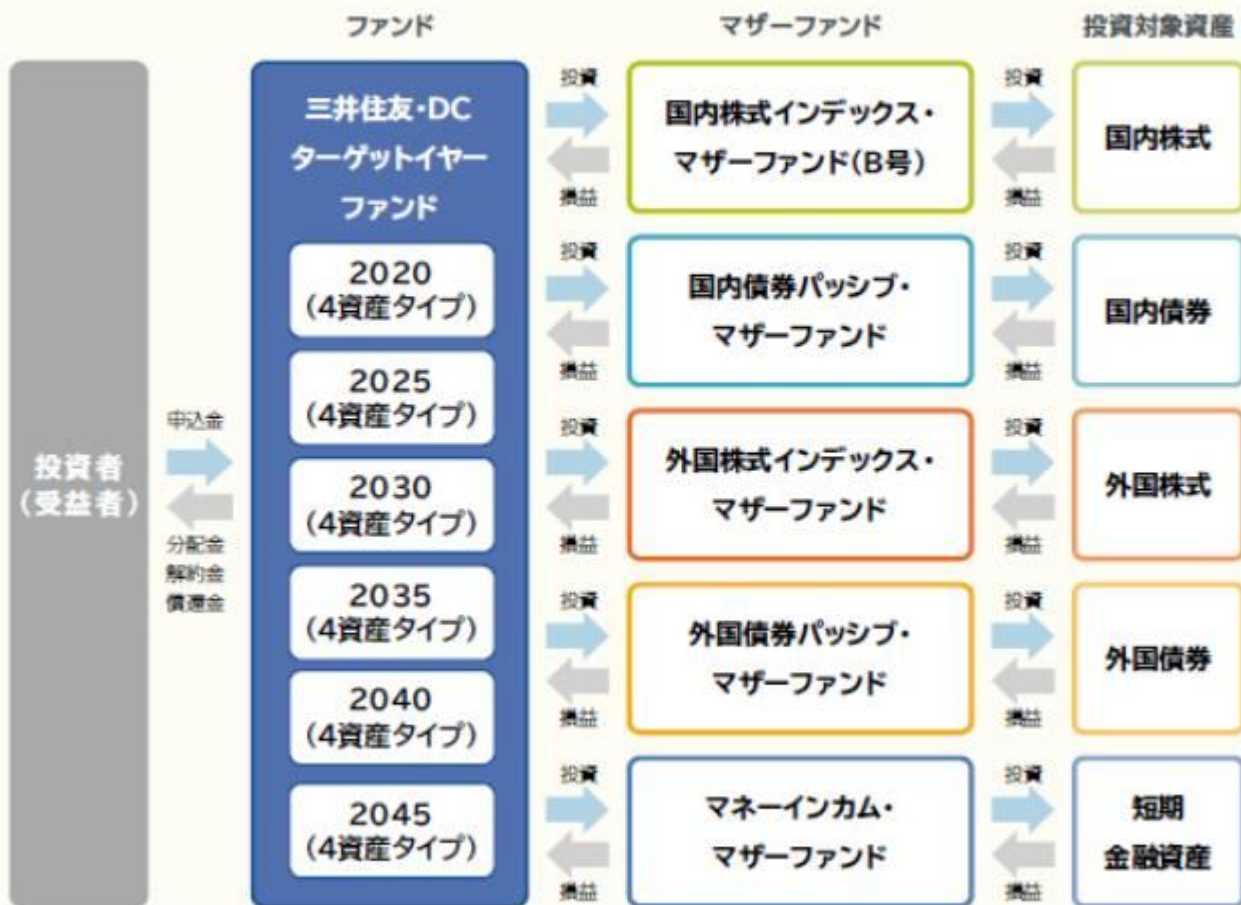 ファンド
マザーファンド
投資対象資産
投資者
(受益者)
申込金
分配金
解約金
償還金
三井住友・DC
ターゲットイヤー
ファンド
2020
(4資産タイプ)
2025
(4資産タイプ)
2030
(4資産タイプ)
2035
(4資産タイプ)
2040
(4資産タイプ)
2045
(4資産タイプ)
投資
損益
国内株式インデックス・
マザーファンド(B号)
投資
損益
国内株式
投資
損益
国内債券パッシブ・
マザーファンド
投資
損益
国内債券
投資
損益
外国株式インデックス・
マザーファンド
投資
損益
外国株式
投資
損益
外国債券パッシブ・
マザーファンド
投資
損益
外国債券
投資
損益
マネーインカム・
マザーファンド
投資
損益
短期
金融資産